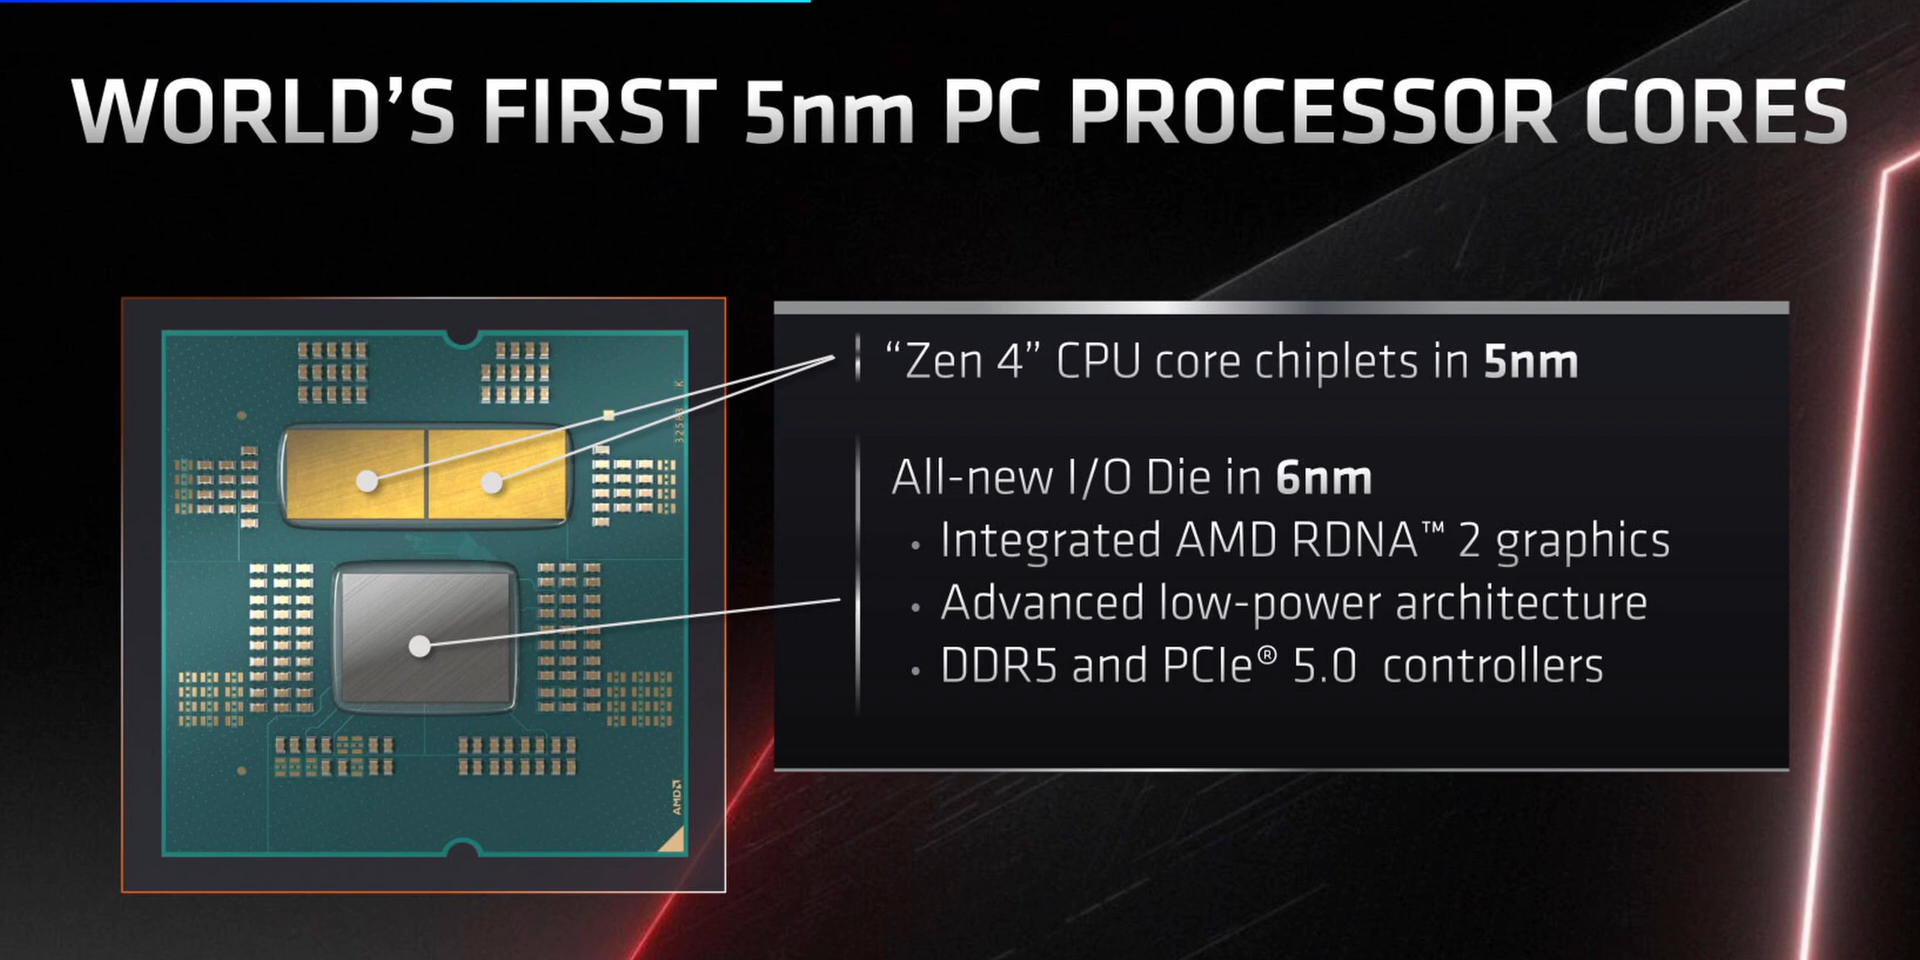 WORLD’S FIRST 5nm PC PROCESSOR CORES
“Zen 4” CPU core chiplets in 5nm
All-new I/O Die in 6nm
• Integrated AMD RDNA™ 2 graphics
• Advanced low-power architecture
• DDR5 and PCIe® 5.0 controllers
AMD